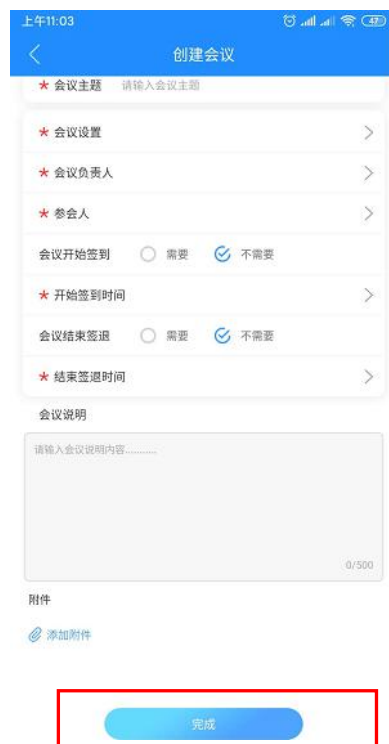 上午11:03
47
创建会议
★ 会议主题 请输入会议主题
★ 会议设置
★ 会议负责人
★ 参会人
会议开始签到 需要 不需要
★ 开始签到时间
会议结束签退 需要 不需要
★ 结束签退时间
会议说明
请输入会议说明内容...........
0/500
附件
添加附件
完成